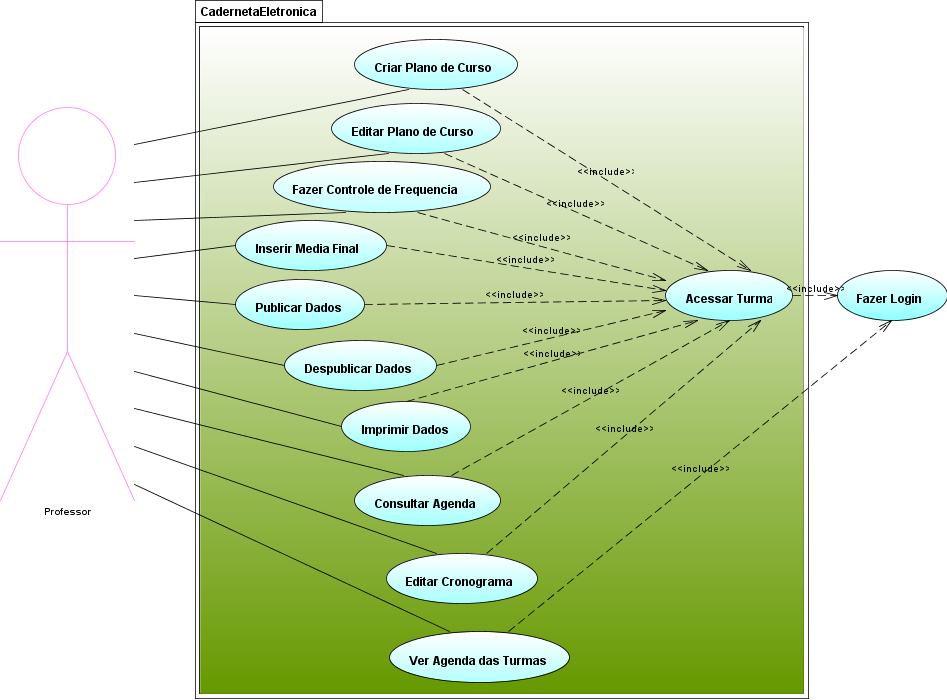 CadernetaEletronica
Criar Plano de Curso
Editar Plano de Curso
<<include>>
Fazer Controle de Frequencia
<<include>>
<<include>>
Inserir Media Final
<<include>>
<<include>>
Acessar Turma
<<include>>
Fazer Login
Publicar Dados
<<include>>
<<include>>
Despublicar Dados
<<include>>
Imprimir Dados
<<include>>
Consultar Agenda
Professor
<<include>>
Editar Cronograma
Ver Agenda das Turmas